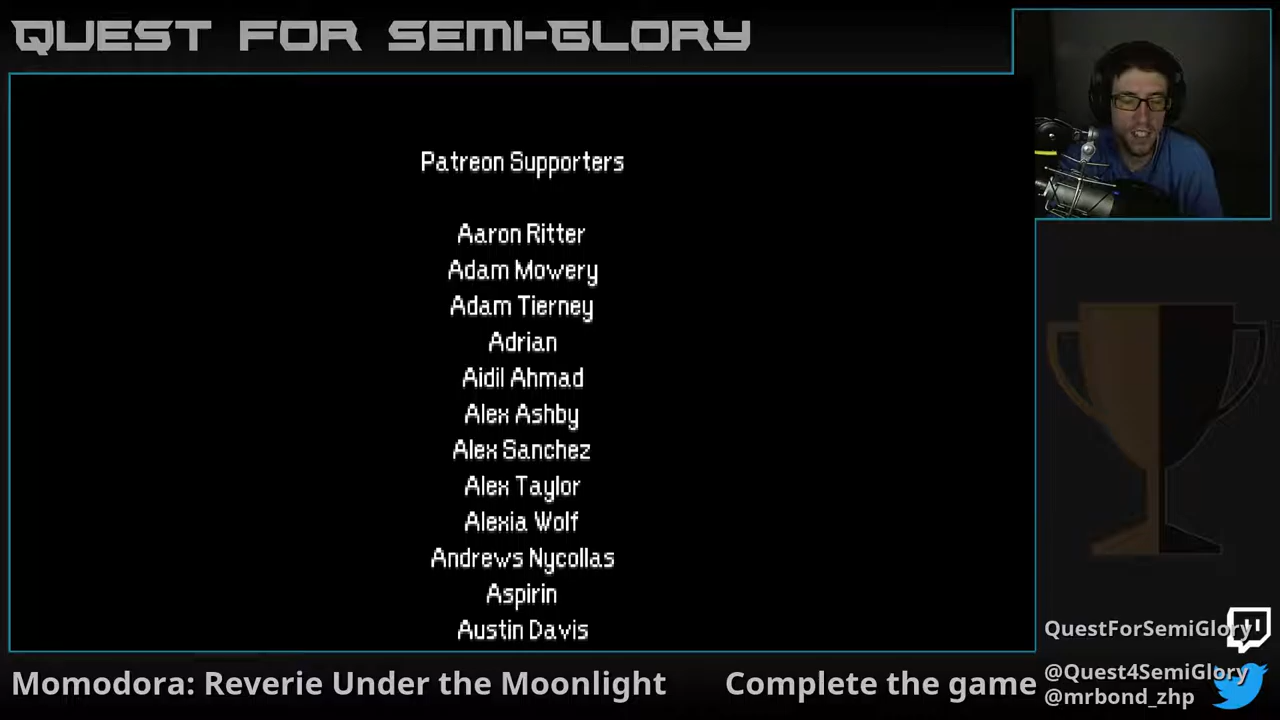 QUEST FOR SEMI-GLORY
Patreon Supporters
Aaron Ritter
Adam Mowery
Adam Tierney
Adrian
Aidil Ahmad
Alex Ashby
Alex Sanchez
Alex Taylor
Alexia Wolf
Andrews Nycollas
Aspirin
Austin Davis
QuestForSemiGlory
@Quest4SemiGlory
@mrbond_zhp
Momodora: Reverie Under the Moonlight Complete the game